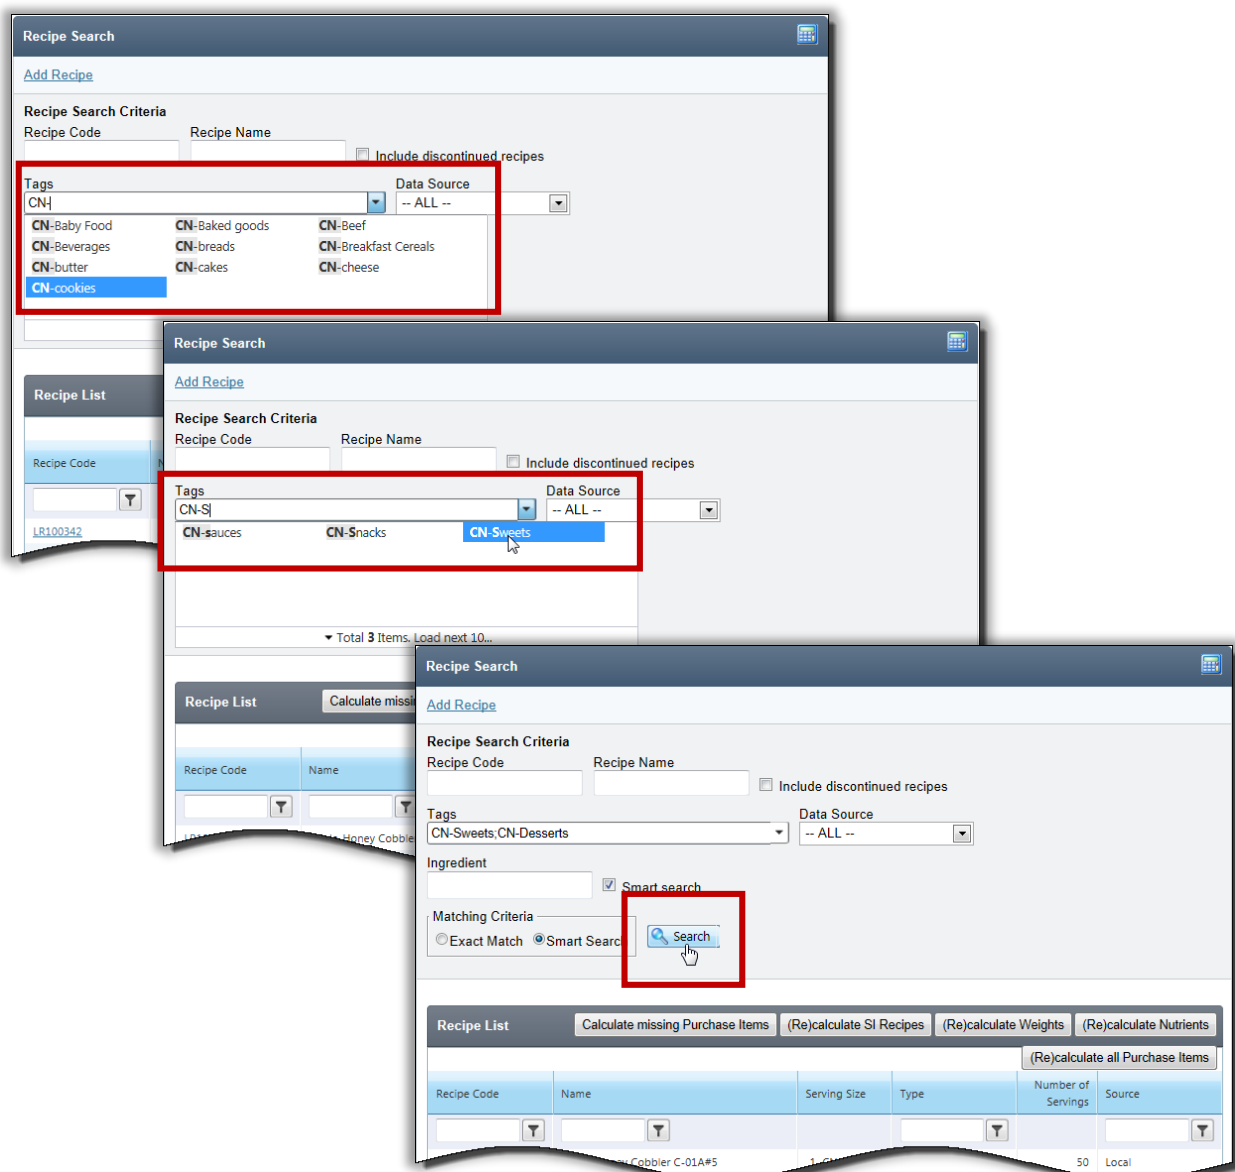 Recipe Search
Add Recipe
Recipe Search Criteria
Recipe Code Recipe Name
Include discontinued recipes
Tags Data Source
CN- -- ALL --
CN-Baby Food CN-Baked goods CN-Beef
CN-Beverages CN-breads CN-Breakfast Cereals
CN-butter CN-cakes CN-cheese
CN-cookies
Recipe List
Recipe Code
LR100342
Recipe Search
Add Recipe
Recipe Search Criteria
Recipe Code Recipe Name
Include discontinued recipes
Tags Data Source
CN-S -- ALL --
CN-sauces CN-Snacks CN-Sweets
Total 3 Items. Load next 10...
Recipe List Calculate missi
Recipe Code Name
Honey Cobble
Recipe Search
Add Recipe
Recipe Search Criteria
Recipe Code Recipe Name
Include discontinued recipes
Tags Data Source
CN-Sweets;CN-Desserts -- ALL --
Ingredient
Smart search
Matching Criteria
Exact Match Smart Search Search
Recipe List Calculate missing Purchase Items (Re)calculate SI Recipes (Re)calculate Weights (Re)calculate Nutrients
(Re)calculate all Purchase Items
Recipe Code Name Serving Size Type Number of Servings Source
Cobbler C-01A#5 50 Local